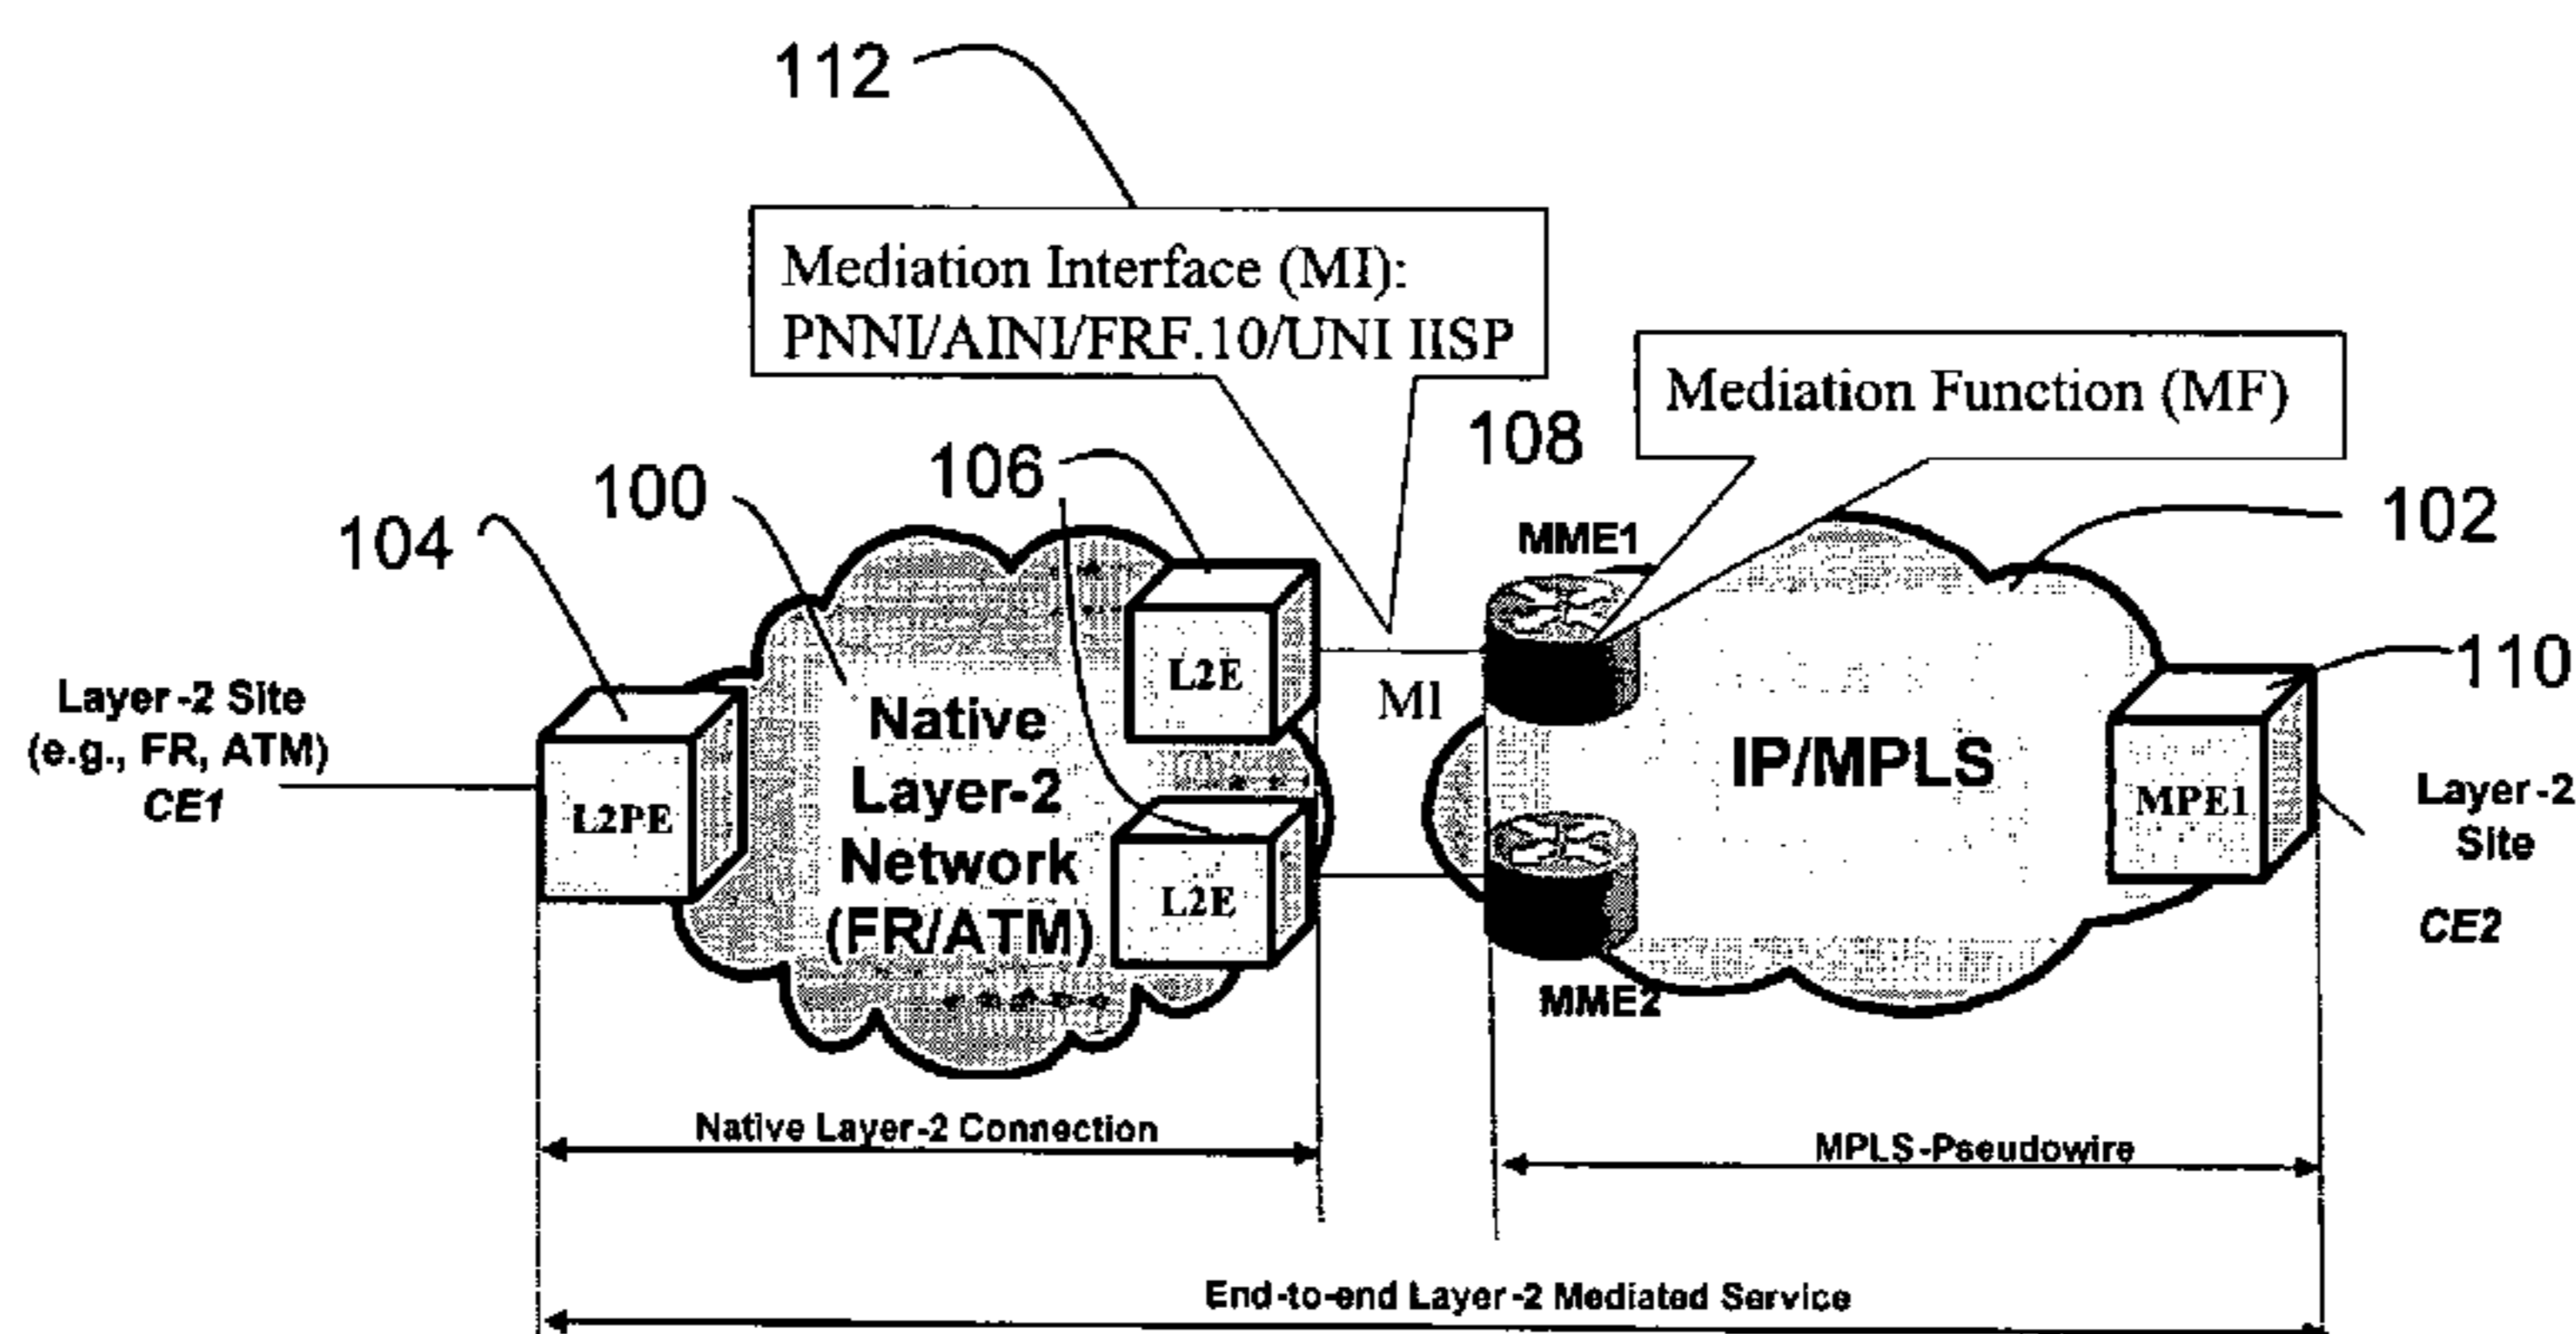 112
Mediation Interface (MI):
PNNI/AINI/FRF.10/UNI IISP
Mediation Function (MF)
108
106
100
104
102
MME1
110
L2E
MI
Layer-2 Site
(e.g., FR, ATM)
CE1
L2PE
Native
Layer-2
Network
(FR/ATM)
L2E
IP/MPLS
MPE1
Layer-2
Site
CE2
MME2
Native Layer-2 Connection
MPLS-Pseudowire
End-to-end Layer-2 Mediated Service